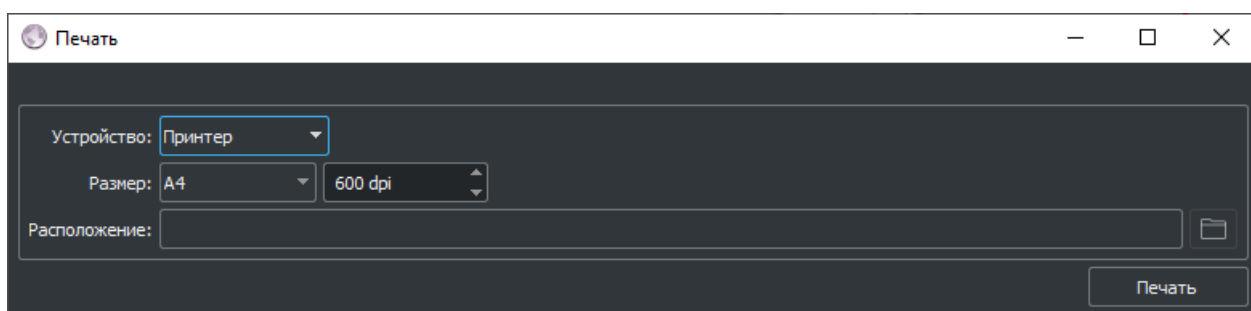 Печать
Устройство: Принтер
Размер: A4 600 dpi
Расположение:
Печать